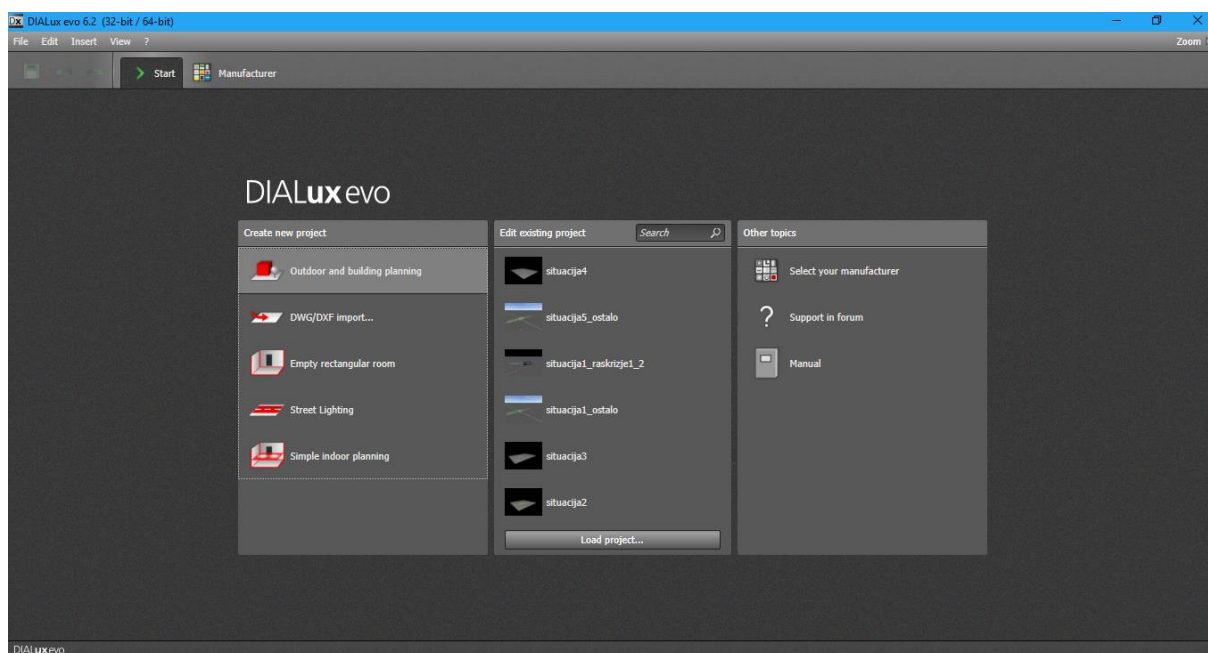 DIALux evo 6.2 (32-bit / 64-bit)
File Edit Insert View ?
Zoom
Start
Manufacturer
DIALux evo
Create new project
Outdoor and building planning
DWG/DXF import...
Empty rectangular room
Street Lighting
Simple indoor planning
Edit existing project
Search
situacija4
situacija5_ostalo
situacija1_raskrizje1_2
situacija1_ostalo
situacija3
situacija2
Load project...
Other topics
Select your manufacturer
Support in forum
Manual
DIALux evo